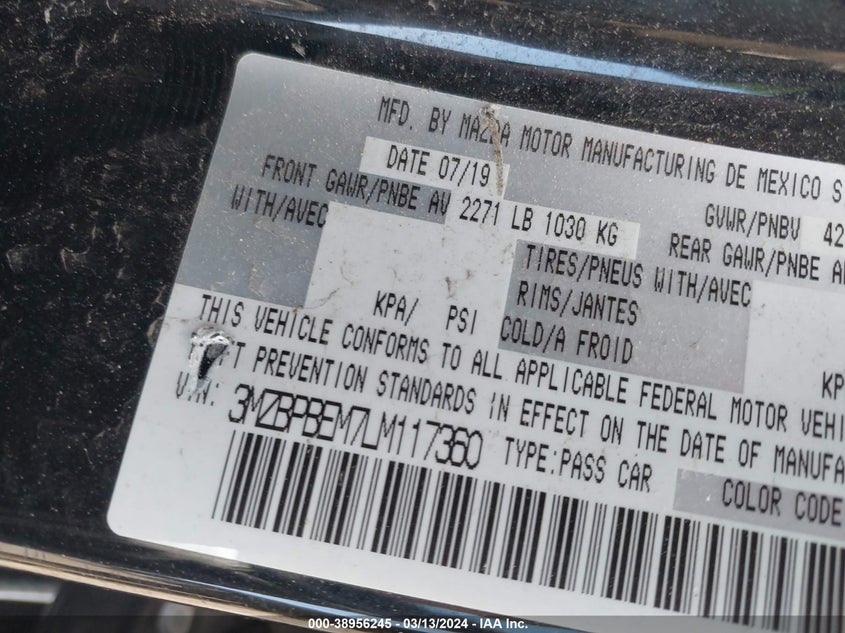 MFD. BY MAZDA MOTOR MANUFACTURING DE MEXICO S
DATE 07/19
GVWR/PNBV 42
FRONT GAWR/PNBE AV 2271 LB 1030 KG
REAR GAWR/PNBE A
WITH/AVEC
TIRES/PNEUS WITH/AVEC
RIMS/JANTES
KPA/ PSI COLD/A FROID
KP
THIS VEHICLE CONFORMS TO ALL APPLICABLE FEDERAL MOTOR VEHI
T PREVENTION STANDARDS IN EFFECT ON THE DATE OF MANUFA
V.I.N: 3MZBPBEM7LM117360 TYPE:PASS CAR
COLOR CODE
000-38956245 - 03/13/2024 - IAA Inc.